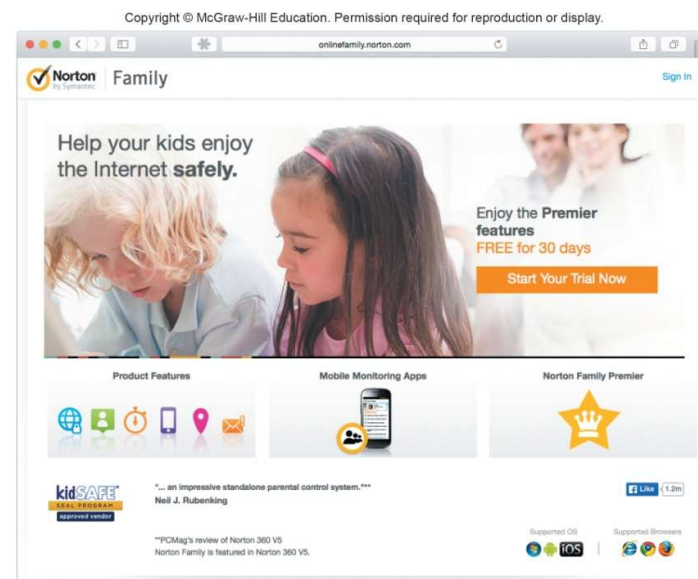 Copyright © McGraw-Hill Education. Permission required for reproduction or display.
onlinefamily.norton.com
Norton
by Symantec
Family
Sign In
Help your kids enjoy
the Internet safely.
Enjoy the Premier
features
FREE for 30 days
Start Your Trial Now
Product Features
Mobile Monitoring Apps
Norton Family Premier
kidSAFE
SEAL PROGRAM
approved vendor
"... an impressive standalone parental control system."**
Neil J. Rubenking
**PCMag's review of Norton 360 V5
Norton Family is featured in Norton 360 V5.
Like
1.2m
Supported OS
iOS
Supported Browsers